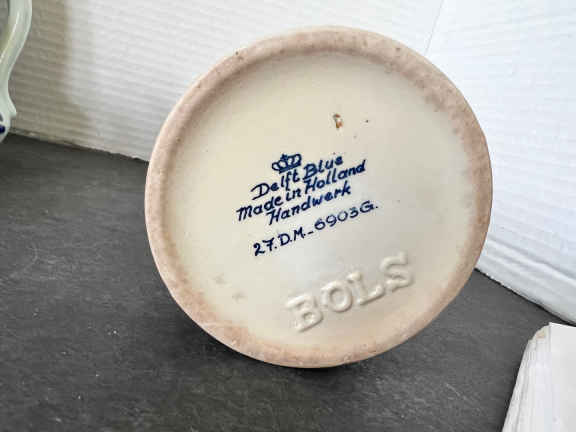 Delft Blue
Made in Holland
Handwerk
27.D.M.-6903G.
BOLS